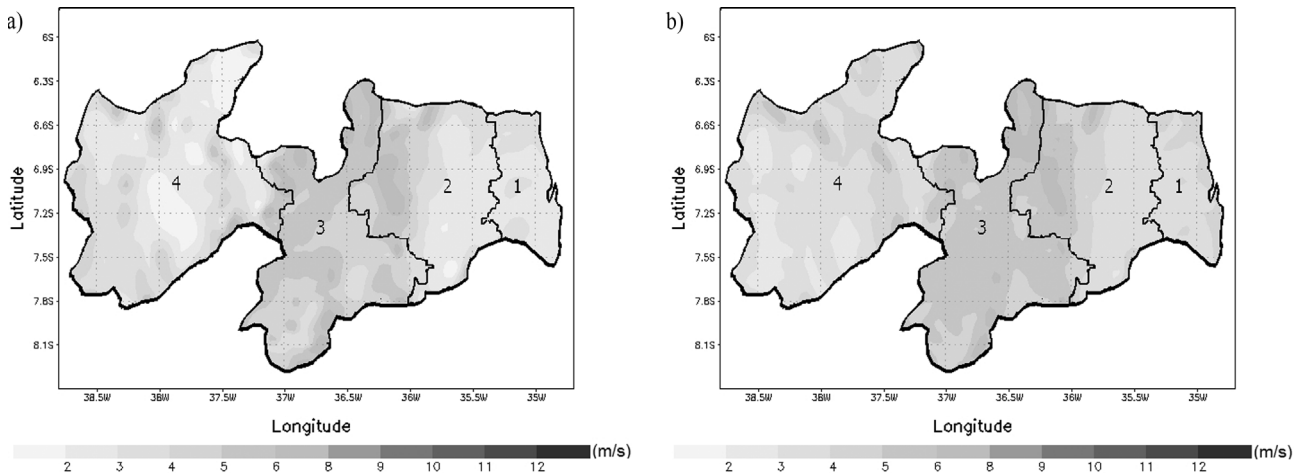 a)
6S
6.3S
6.6S
6.9S
7.2S
7.5S
7.8S
8.1S
Latitude
4
3
2
1
38.5W 38W 37.5W 37W 36.5W 36W 35.5W 35W
Longitude
2 3 4 5 6 8 9 10 11 12 (m/s)
b)
6S
6.3S
6.6S
6.9S
7.2S
7.5S
7.8S
8.1S
Latitude
4
3
2
1
38.5W 38W 37.5W 37W 36.5W 36W 35.5W 35W
Longitude
2 3 4 5 6 8 9 10 11 12 (m/s)